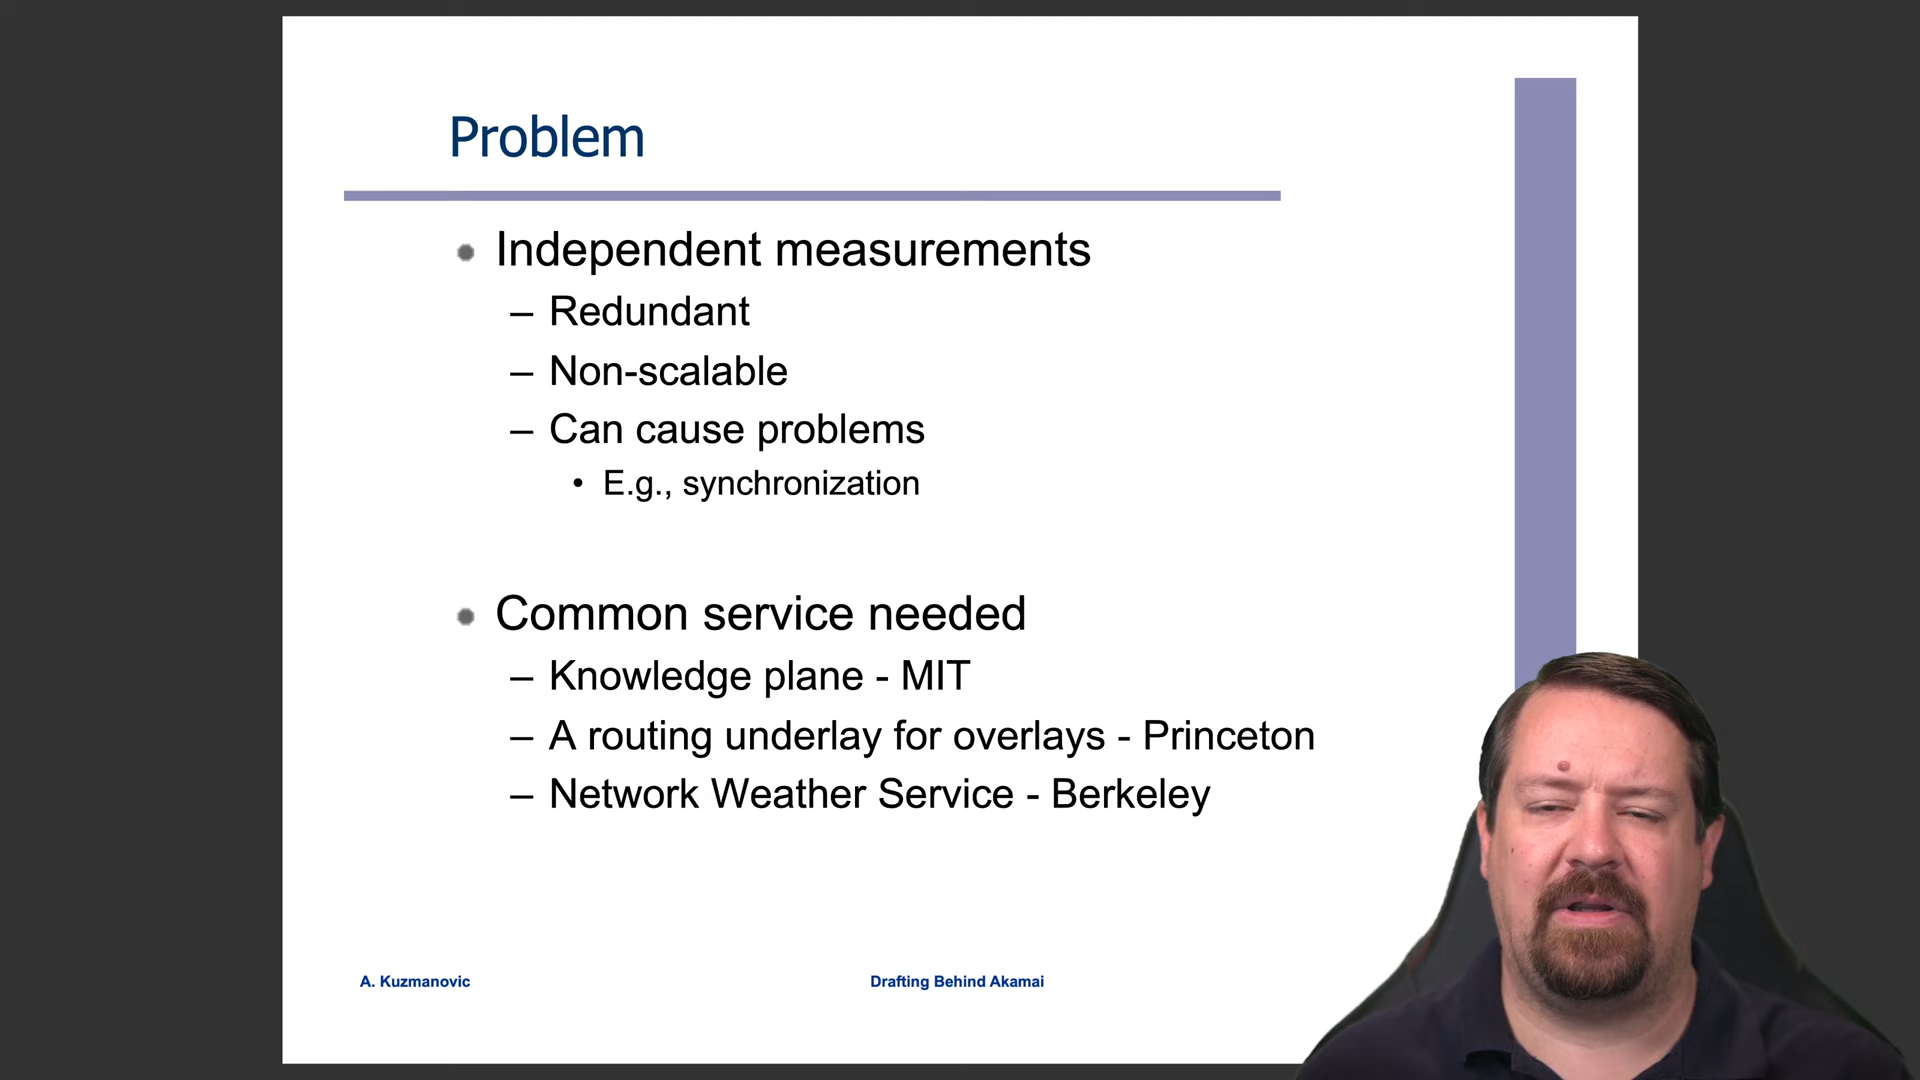 Problem
Independent measurements
– Redundant
– Non-scalable
– Can cause problems
• E.g., synchronization
Common service needed
– Knowledge plane - MIT
– A routing underlay for overlays - Princeton
– Network Weather Service - Berkeley
A. Kuzmanovic
Drafting Behind Akamai